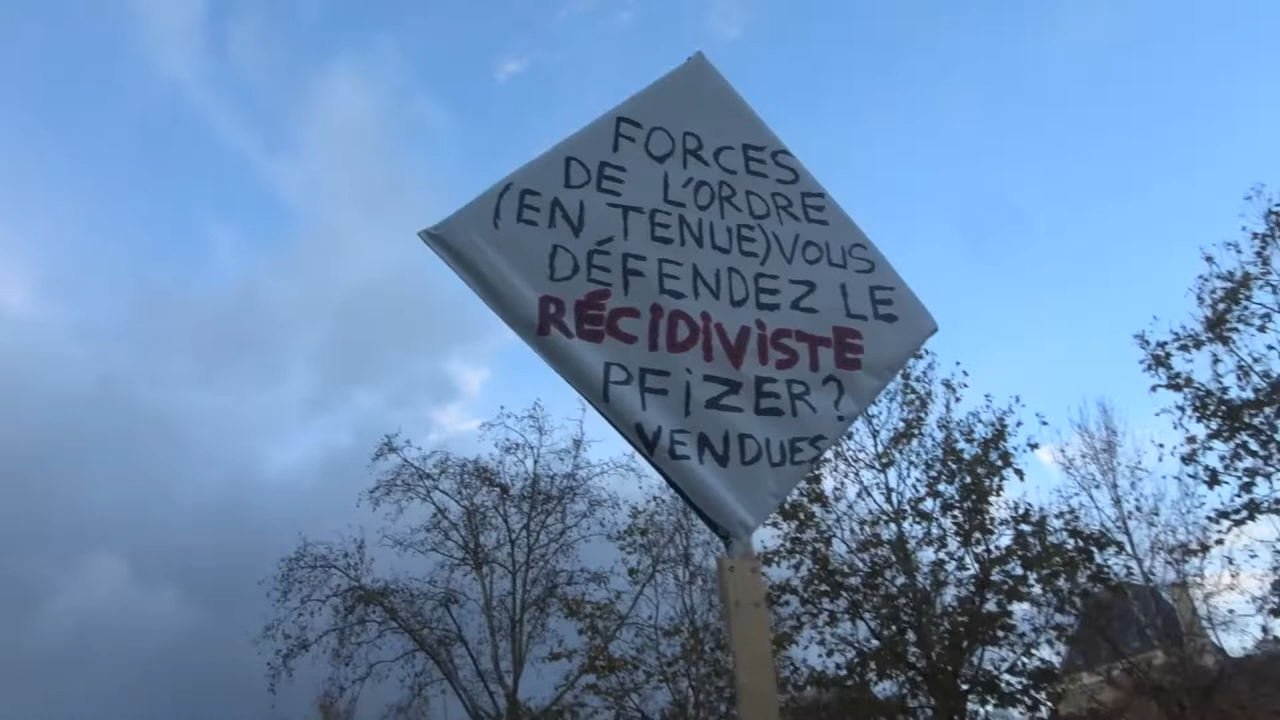 FORCES
DE L'ORDRE
(EN TENUE) VOUS
DÉFENDEZ LE
RÉCIDIVISTE
PFIZER?
VENDUES